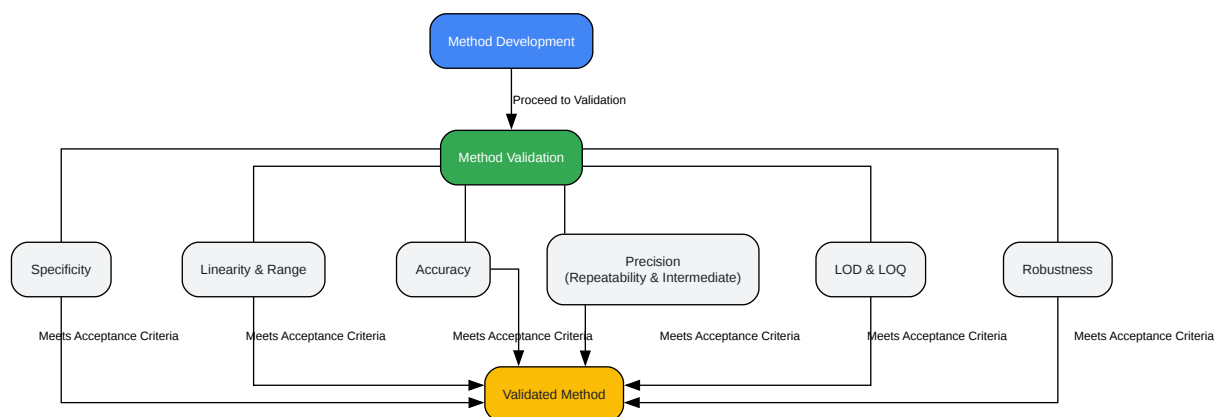 Method Development
Proceed to Validation
Method Validation
Specificity
Linearity & Range
Accuracy
Precision
(Repeatability & Intermediate)
LOD & LOQ
Robustness
Meets Acceptance Criteria
Meets Acceptance Criteria
Meets Acceptance Criteria
Meets Acceptance Criteria
Meets Acceptance Criteria
Meets Acceptance Criteria
Validated Method